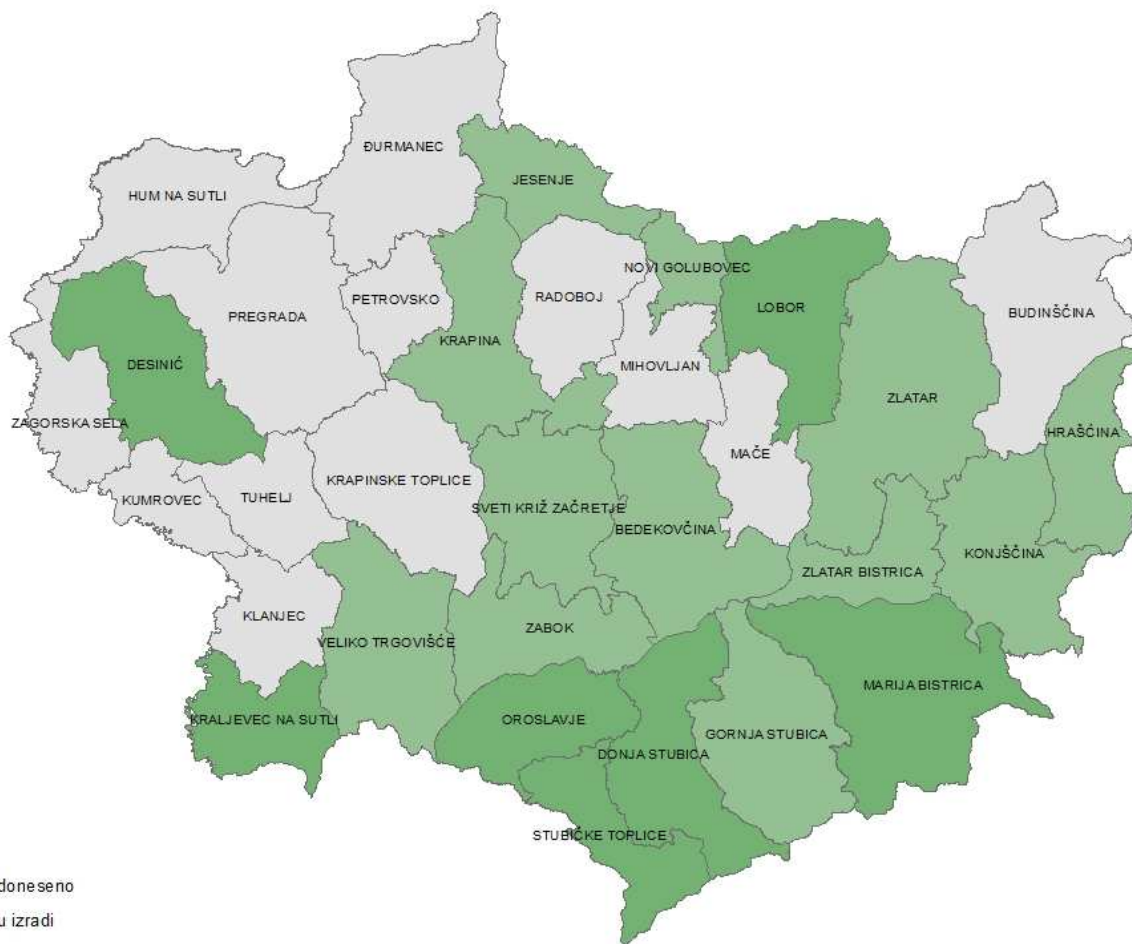 ĐURMANEC
JESENJE
HUM NA SUTLI
NOVI GOLUBOVEC
PETROVSKO
RADOBOJ
LOBOR
BUDINŠČINA
PREGRADA
KRAPINA
DESINIĆ
MIHOVLJAN
ZLATAR
ZAGORSKA SELA
HRAŠĆINA
MAČE
KRAPINSKE TOPLICE
KUMROVEC
TUHELJ
SVETI KRIŽ ZAČRETJE
BEDEKOVČINA
KONJŠČINA
ZLATAR BISTRICA
KLANJEC
ZABOK
VELIKO TRGOVIŠĆE
MARIJA BISTRICA
KRALJEVEC NA SUTLI
OROSLAVJE
GORNJA STUBICA
DONJA STUBICA
STUBIČKE TOPLICE
doneseno
u izradi